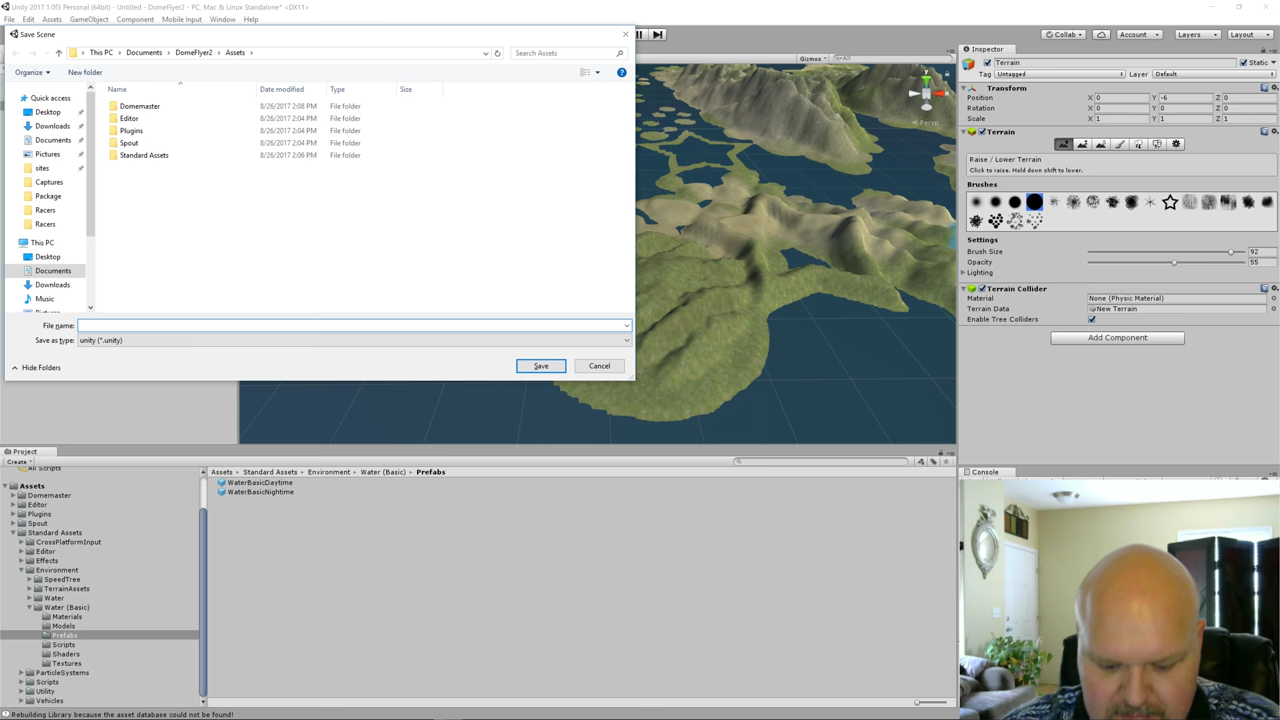 Unity 2017.1.0f3 Personal (64bit) - Untitled - DomeFlyer2 - PC, Mac & Linux Standalone* <DX11>
File Edit Assets GameObject Component Mobile Input Window Help
Save Scene
This PC > Documents > DomeFlyer2 > Assets >
Search Assets
Organize New folder
Name Date modified Type Size
Quick access
Desktop
Downloads
Documents
Pictures
sites
Captures
Package
Racers
Racers
This PC
Desktop
Documents
Downloads
Music
Domemaster 8/26/2017 2:08 PM File folder
Editor 8/26/2017 2:04 PM File folder
Plugins 8/26/2017 2:04 PM File folder
Spout 8/26/2017 2:04 PM File folder
Standard Assets 8/26/2017 2:06 PM File folder
File name:
Save as type: unity (*.unity)
Hide Folders
Save Cancel
Collab Account Layers Layout
Gizmos All
y
Persp
Inspector
Terrain Static
Tag Untagged Layer Default
Transform
Position X 0 Y -6 Z 0
Rotation X 0 Y 0 Z 0
Scale X 1 Y 1 Z 1
Terrain
Raise / Lower Terrain
Click to raise. Hold down shift to lower.
Brushes
Settings
Brush Size 92
Opacity 55
Lighting
Terrain Collider
Material None (Physic Material)
Terrain Data New Terrain
Enable Tree Colliders
Add Component
Project
Create
All Scripts
Assets
Domemaster
Editor
Plugins
Spout
Standard Assets
CrossPlatformInput
Editor
Effects
Environment
SpeedTree
TerrainAssets
Water
Water (Basic)
Materials
Models
Prefabs
Scripts
Shaders
Textures
ParticleSystems
Scripts
Utility
Vehicles
Assets > Standard Assets > Environment > Water (Basic) > Prefabs
WaterBasicDaytime
WaterBasicNightime
Console
Rebuilding Library because the asset database could not be found!